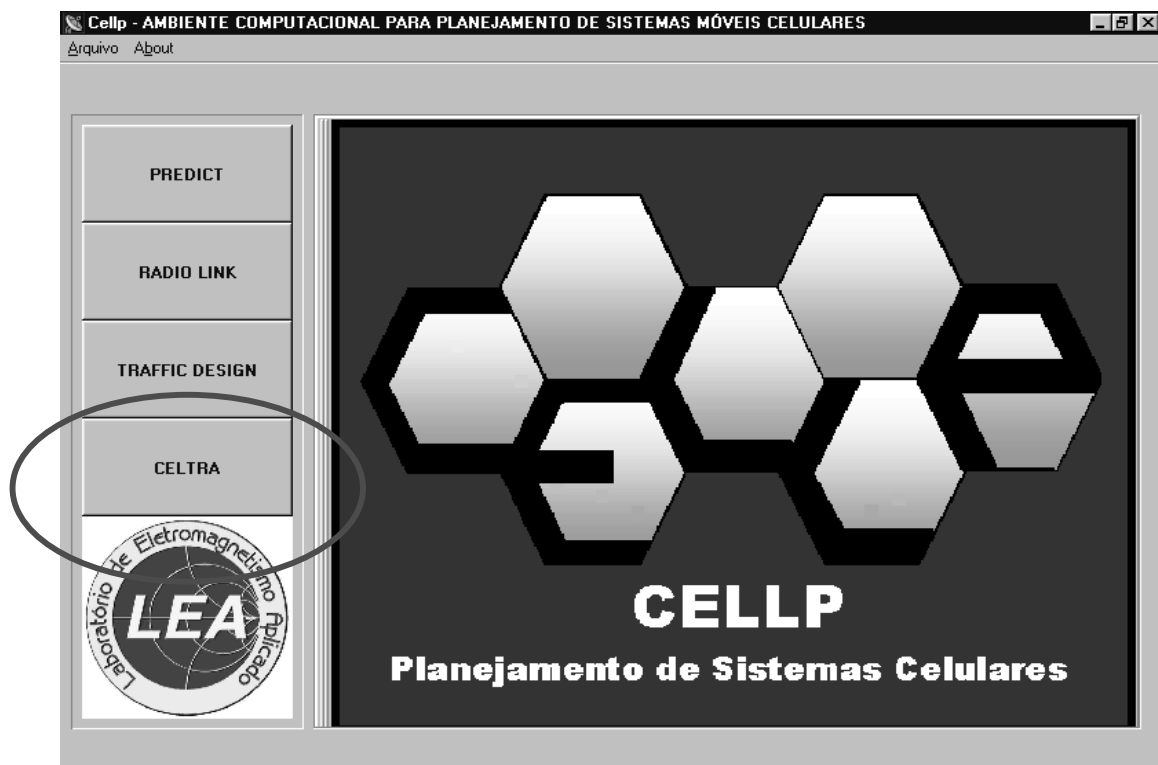 Cellp - AMBIENTE COMPUTACIONAL PARA PLANEJAMENTO DE SISTEMAS MÓVEIS CELULARES
Arquivo About
PREDICT
RADIO LINK
TRAFFIC DESIGN
CELTRA
Laboratório de Eletromagnetismo Aplicado
LEA
CELLP
Planejamento de Sistemas Celulares